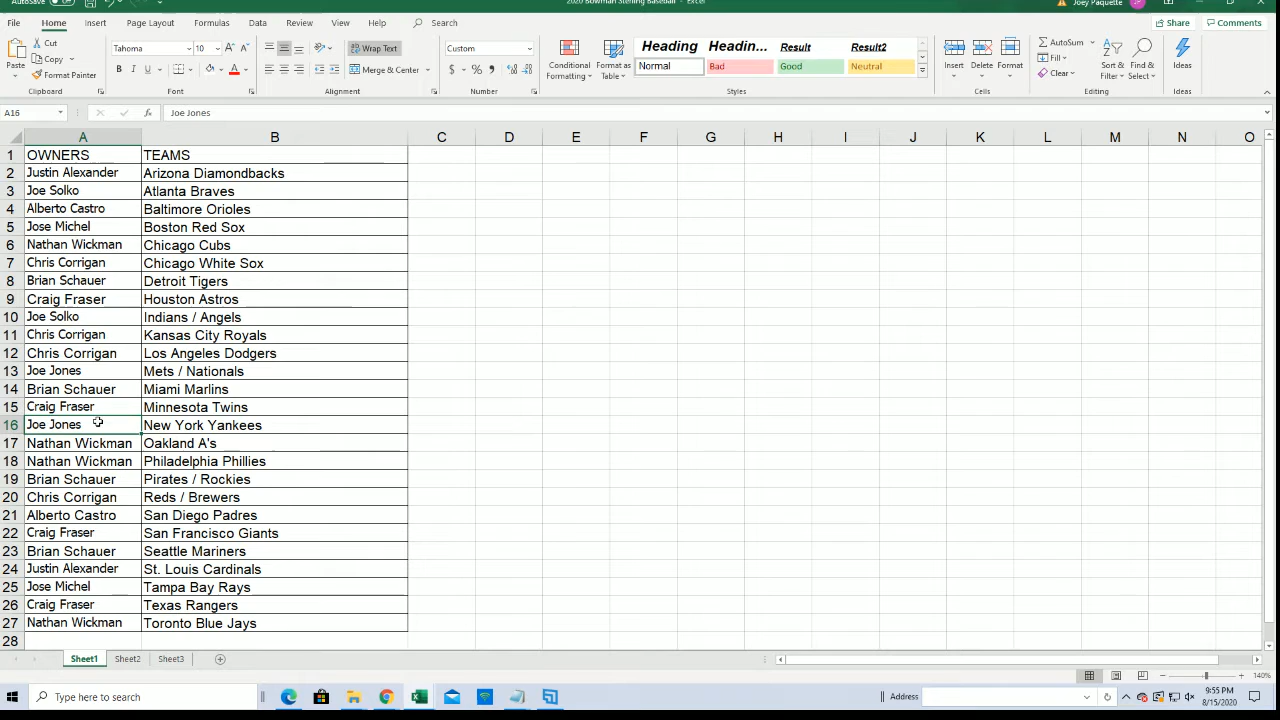 AutoSave
2020 Bowman Sterling Baseball - Excel
Joey Paquette
File Home Insert Page Layout Formulas Data Review View Help Search Share Comments
Paste Cut Copy Format Painter
Tahoma 10
B I U A
Wrap Text
Merge & Center
Custom
$ % ,
Conditional Formatting
Format as Table
Heading Headin... Result Result2
Normal Bad Good Neutral
Insert Delete Format
AutoSum
Fill
Clear
Sort & Filter
Find & Select
Ideas
Clipboard Font Alignment Number Styles Cells Editing Ideas
A16 fx Joe Jones
A B C D E F G H I J K L M N O
1 OWNERS TEAMS
2 Justin Alexander Arizona Diamondbacks
3 Joe Solko Atlanta Braves
4 Alberto Castro Baltimore Orioles
5 Jose Michel Boston Red Sox
6 Nathan Wickman Chicago Cubs
7 Chris Corrigan Chicago White Sox
8 Brian Schauer Detroit Tigers
9 Craig Fraser Houston Astros
10 Joe Solko Indians / Angels
11 Chris Corrigan Kansas City Royals
12 Chris Corrigan Los Angeles Dodgers
13 Joe Jones Mets / Nationals
14 Brian Schauer Miami Marlins
15 Craig Fraser Minnesota Twins
16 Joe Jones New York Yankees
17 Nathan Wickman Oakland A's
18 Nathan Wickman Philadelphia Phillies
19 Brian Schauer Pirates / Rockies
20 Chris Corrigan Reds / Brewers
21 Alberto Castro San Diego Padres
22 Craig Fraser San Francisco Giants
23 Brian Schauer Seattle Mariners
24 Justin Alexander St. Louis Cardinals
25 Jose Michel Tampa Bay Rays
26 Craig Fraser Texas Rangers
27 Nathan Wickman Toronto Blue Jays
28
Sheet1 Sheet2 Sheet3
140%
Type here to search
Address
9:55 PM
8/15/2020